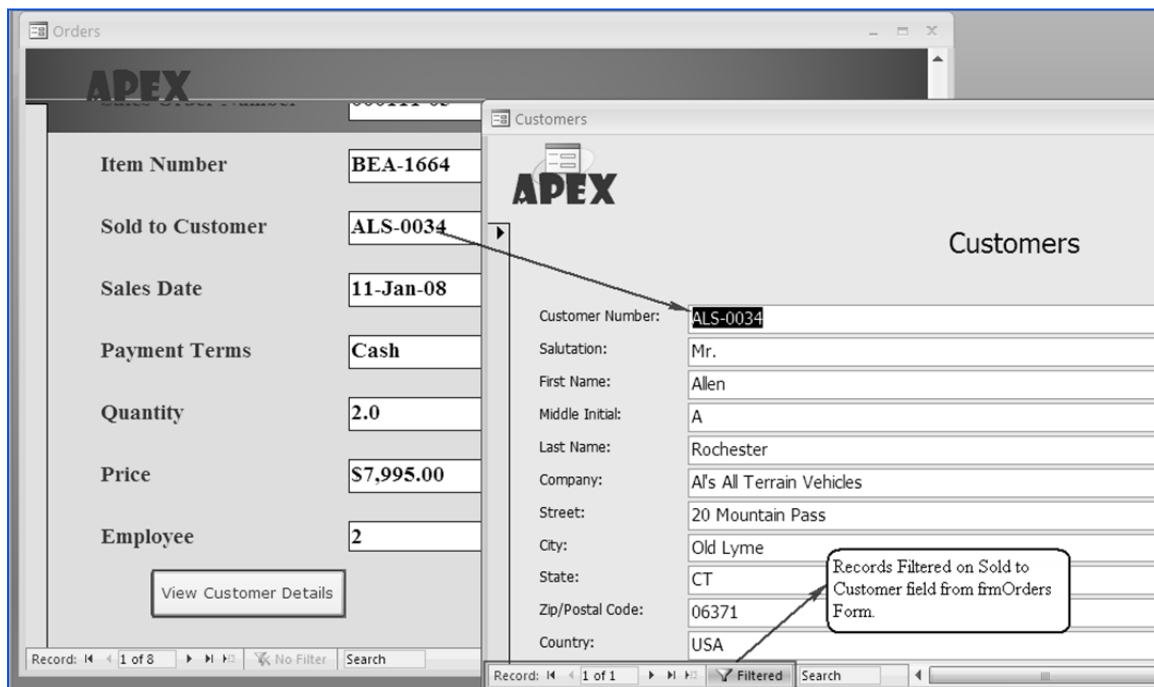 Orders
APEX
Sales Order Number
Item Number BEA-1664
Sold to Customer ALS-0034
Sales Date 11-Jan-08
Payment Terms Cash
Quantity 2.0
Price $7,995.00
Employee 2
View Customer Details
Record: 1 of 8 No Filter Search
Customers
APEX
Customers
Customer Number: ALS-0034
Salutation: Mr.
First Name: Allen
Middle Initial: A
Last Name: Rochester
Company: Al's All Terrain Vehicles
Street: 20 Mountain Pass
City: Old Lyme
State: CT
Zip/Postal Code: 06371
Country: USA
Records Filtered on Sold to
Customer field from frmOrders
Form.
Record: 1 of 1 Filtered Search